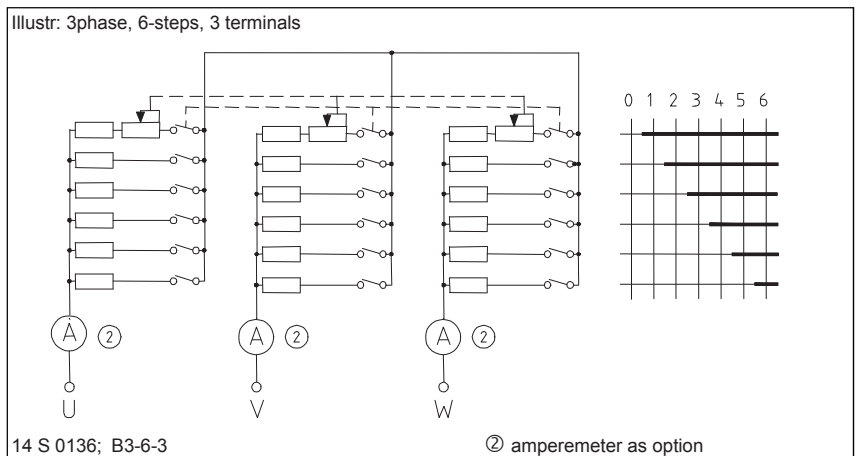 Illustr: 3phase, 6-steps, 3 terminals
0 1 2 3 4 5 6
A 2 A 2 A 2
U V W
14 S 0136; B3-6-3 ② amperemeter as option